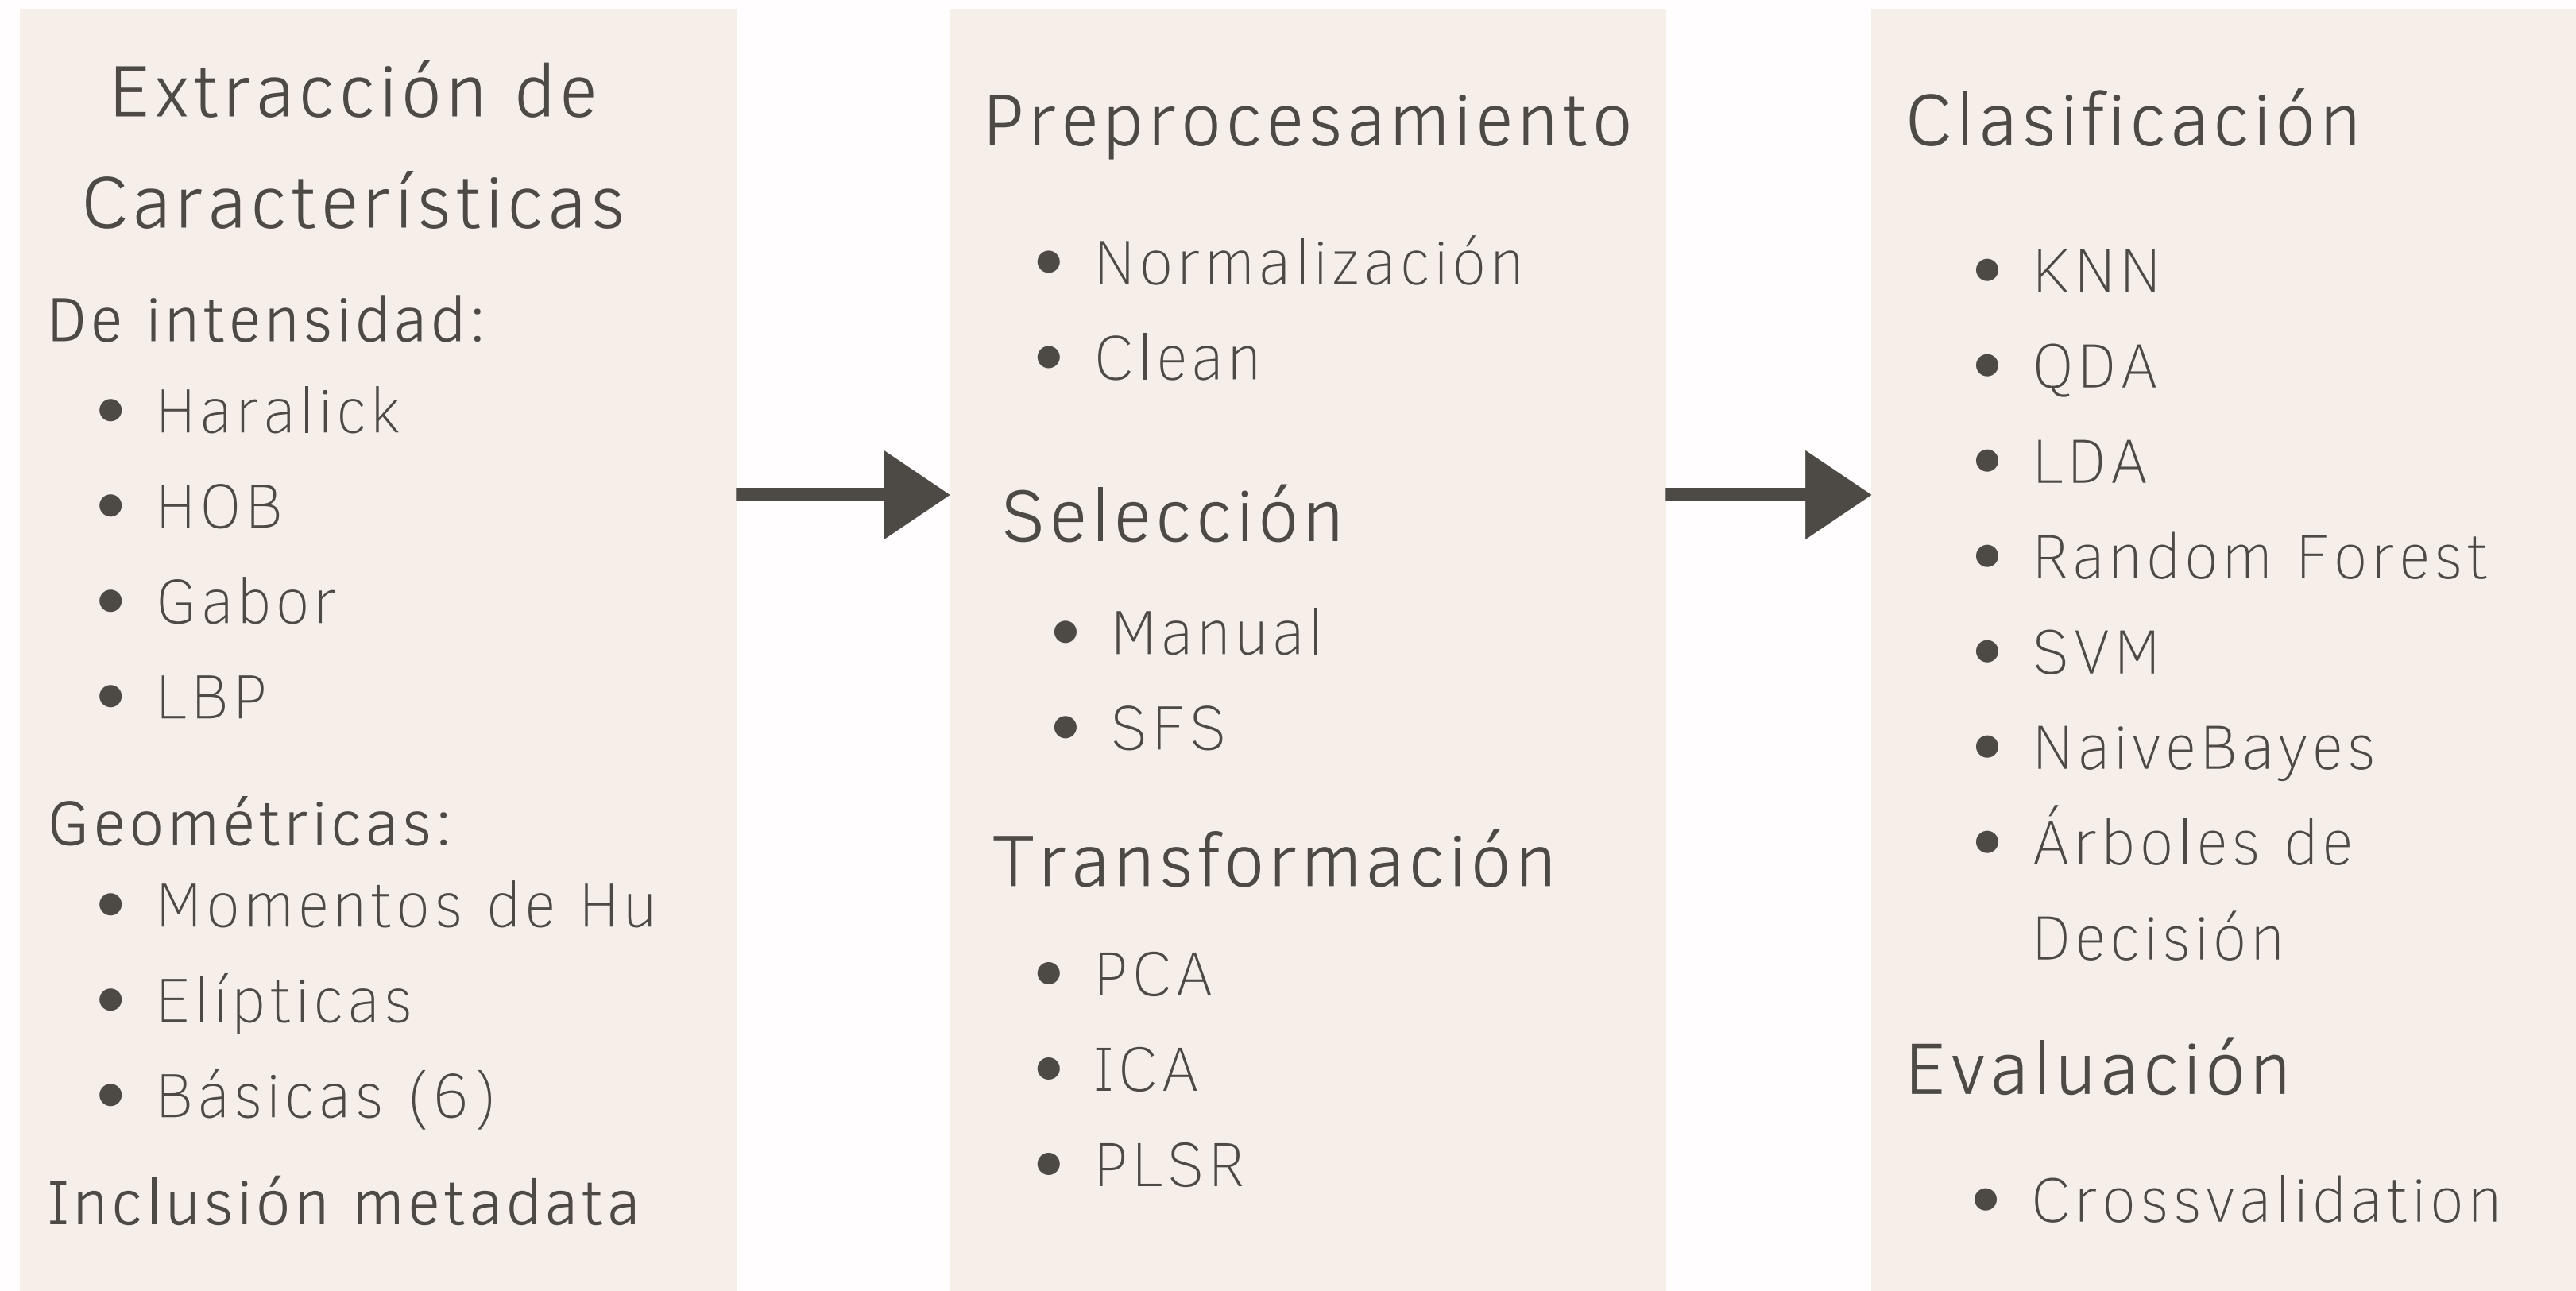 Extracción de
Características
De intensidad:
Haralick
HOB
Gabor
LBP
Geométricas:
Momentos de Hu
Elípticas
Básicas (6)
Inclusión metadata
Preprocesamiento
Normalización
Clean
Selección
Manual
SFS
Transformación
PCA
ICA
PLSR
Clasificación
KNN
QDA
LDA
Random Forest
SVM
NaiveBayes
Árboles de
Decisión
Evaluación
Crossvalidation